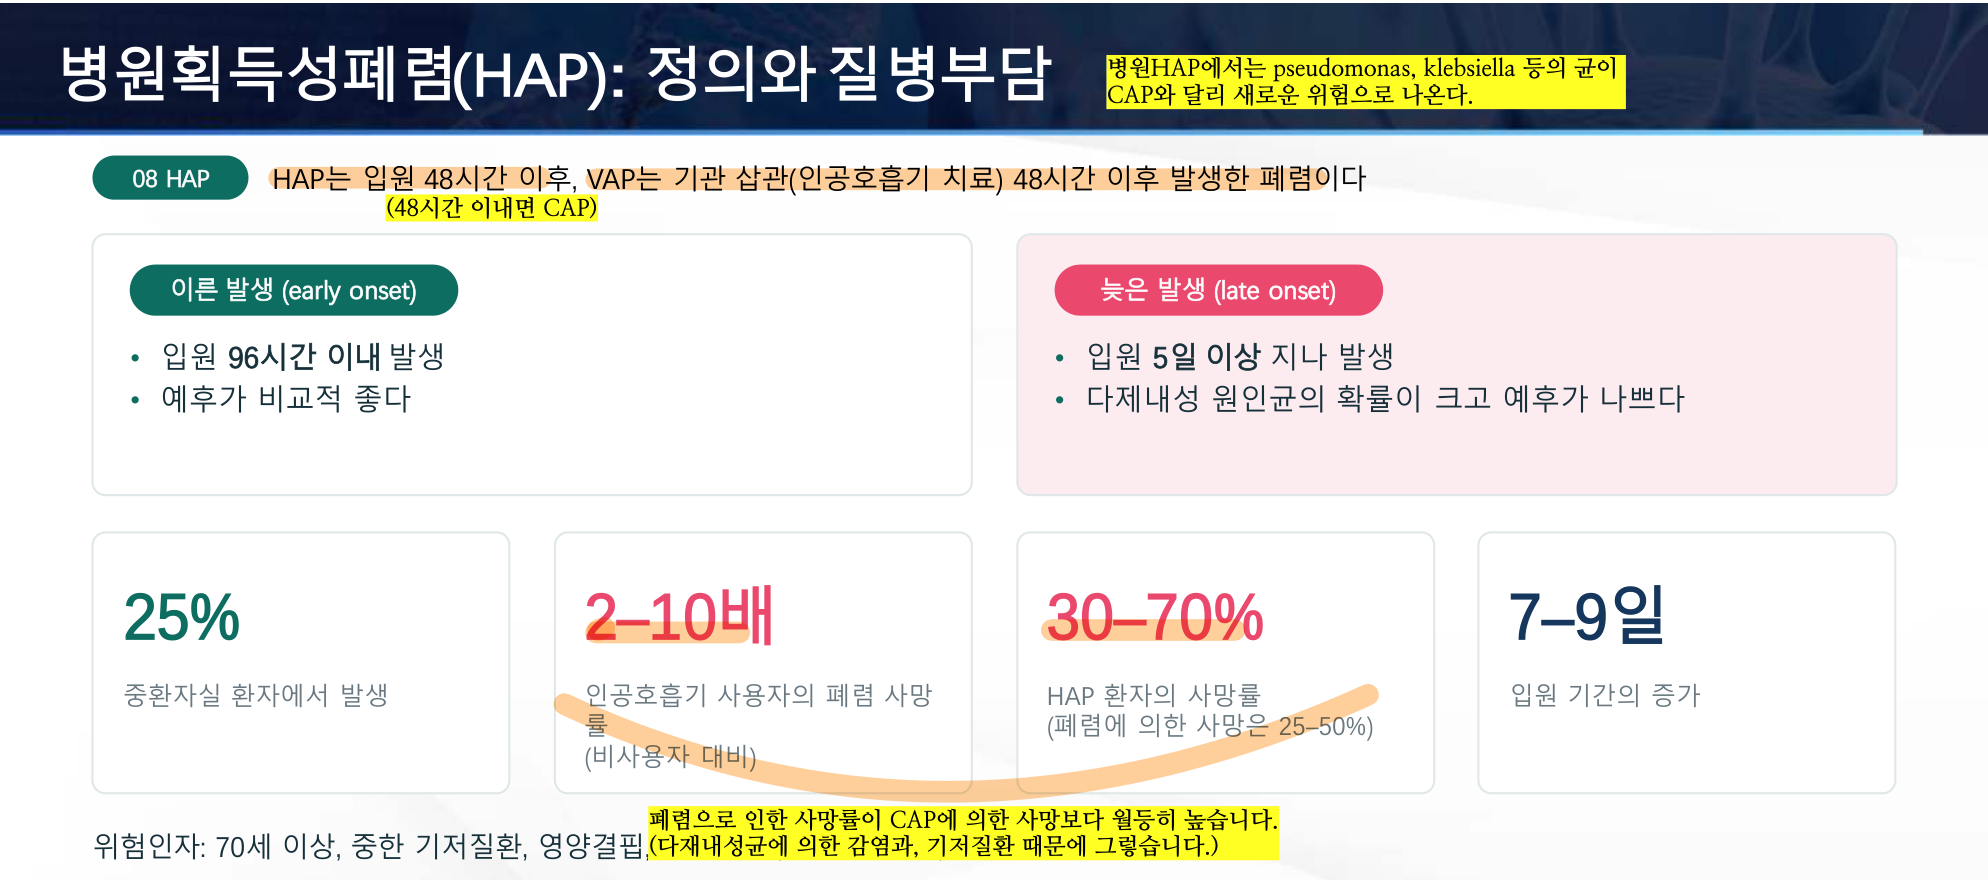 병원획득성폐렴(HAP): 정의와 질병부담
병원HAP에서는 pseudomonas, klebsiella 등의 균이
CAP와 달리 새로운 위험으로 나온다.
08 HAP
HAP는 입원 48시간 이후, VAP는 기관 삽관(인공호흡기 치료) 48시간 이후 발생한 폐렴이다
(48시간 이내면 CAP)
이른 발생 (early onset)
• 입원 96시간 이내 발생
• 예후가 비교적 좋다
늦은 발생 (late onset)
• 입원 5일 이상 지나 발생
• 다제내성 원인균의 확률이 크고 예후가 나쁘다
25%
중환자실 환자에서 발생
2–10배
인공호흡기 사용자의 폐렴 사망
률
(비사용자 대비)
30–70%
HAP 환자의 사망률
(폐렴에 의한 사망은 25–50%)
7–9일
입원 기간의 증가
위험인자: 70세 이상, 중한 기저질환, 영양결핍,
폐렴으로 인한 사망률이 CAP에 의한 사망보다 월등히 높습니다.
(다재내성균에 의한 감염과, 기저질환 때문에 그렇습니다.)